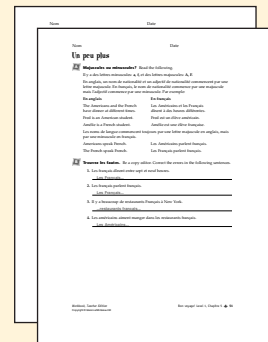 Nom Date
Nom Date
Un peu plus
Majuscules ou minuscules? Read the following.
Il y a des lettres minuscules: a, i, et des lettres majuscules: A, I.
En anglais, un nom de nationalité et un adjectif de nationalité commencent par une
lettre majuscule. En français, le nom de nationalité commence par une majuscule
mais l'adjectif commence par une minuscule. Par exemple:
En anglais En français
The Americans and the French Les Américains et les Français
have dinner at different times. dînent à des heures différentes.
Paul is an American student. Paul est un élève américain.
Amélie is a French student. Amélie est une élève française.
Les noms de langue commencent toujours par une lettre majuscule en anglais, mais
par une minuscule en français.
Americans speak French. Les Américains parlent français.
The French speak French. Les Français parlent français.
Trouvez les fautes. Be a copy editor. Correct the errors in the following sentences.
1. Les français dînent entre sept et neuf heures.
Les Français...
2. Les français parlent français.
Les Français...
3. Il y a beaucoup de restaurants Français à New York.
...restaurants français...
4. Les américains aiment manger dans les restaurants français.
Les Américains...